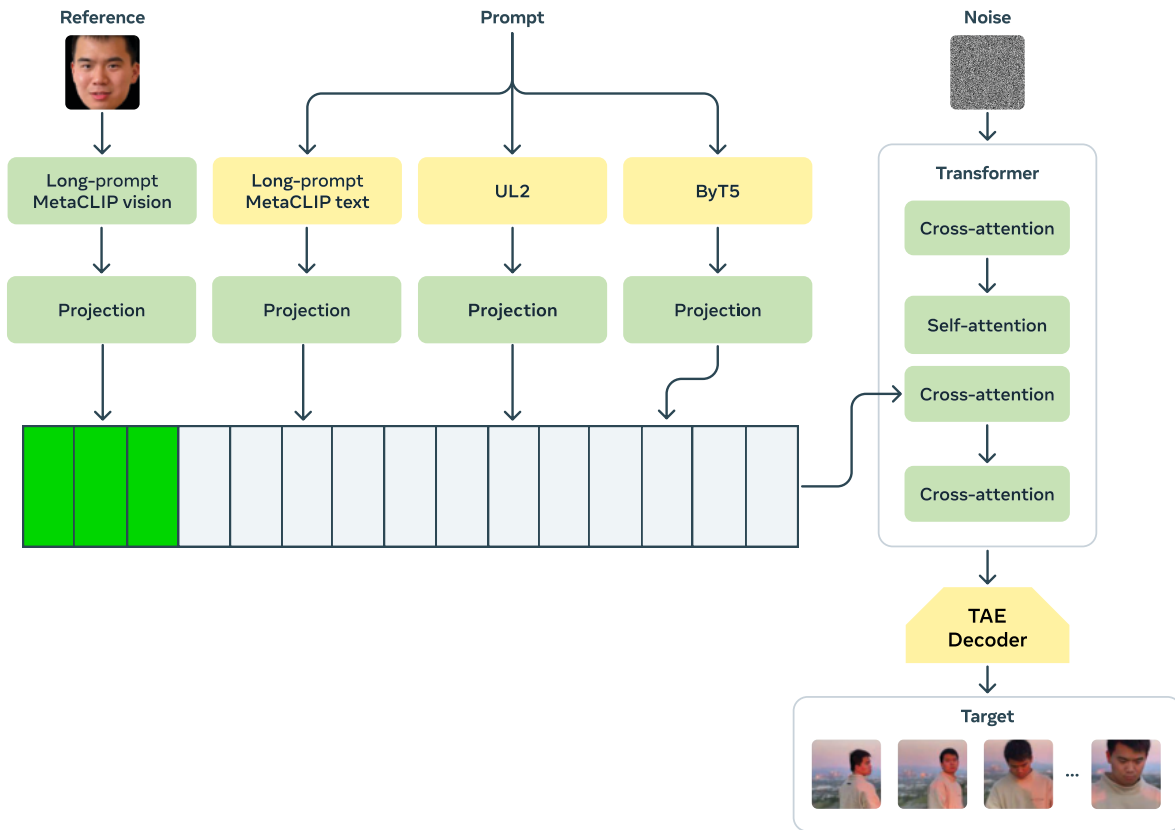 Reference
Prompt
Noise
Long-prompt
MetaCLIP vision
Long-prompt
MetaCLIP text
UL2
ByT5
Projection
Projection
Projection
Projection
Transformer
Cross-attention
Self-attention
Cross-attention
Cross-attention
TAE
Decoder
Target
...